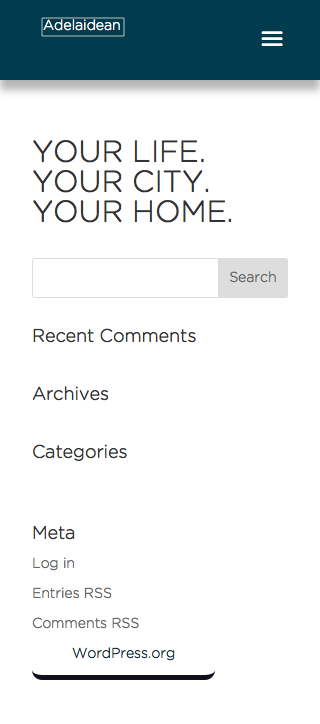 Adelaidean
YOUR LIFE.
YOUR CITY.
YOUR HOME.
Search
Recent Comments
Archives
Categories
Meta
Log in
Entries RSS
Comments RSS
WordPress.org